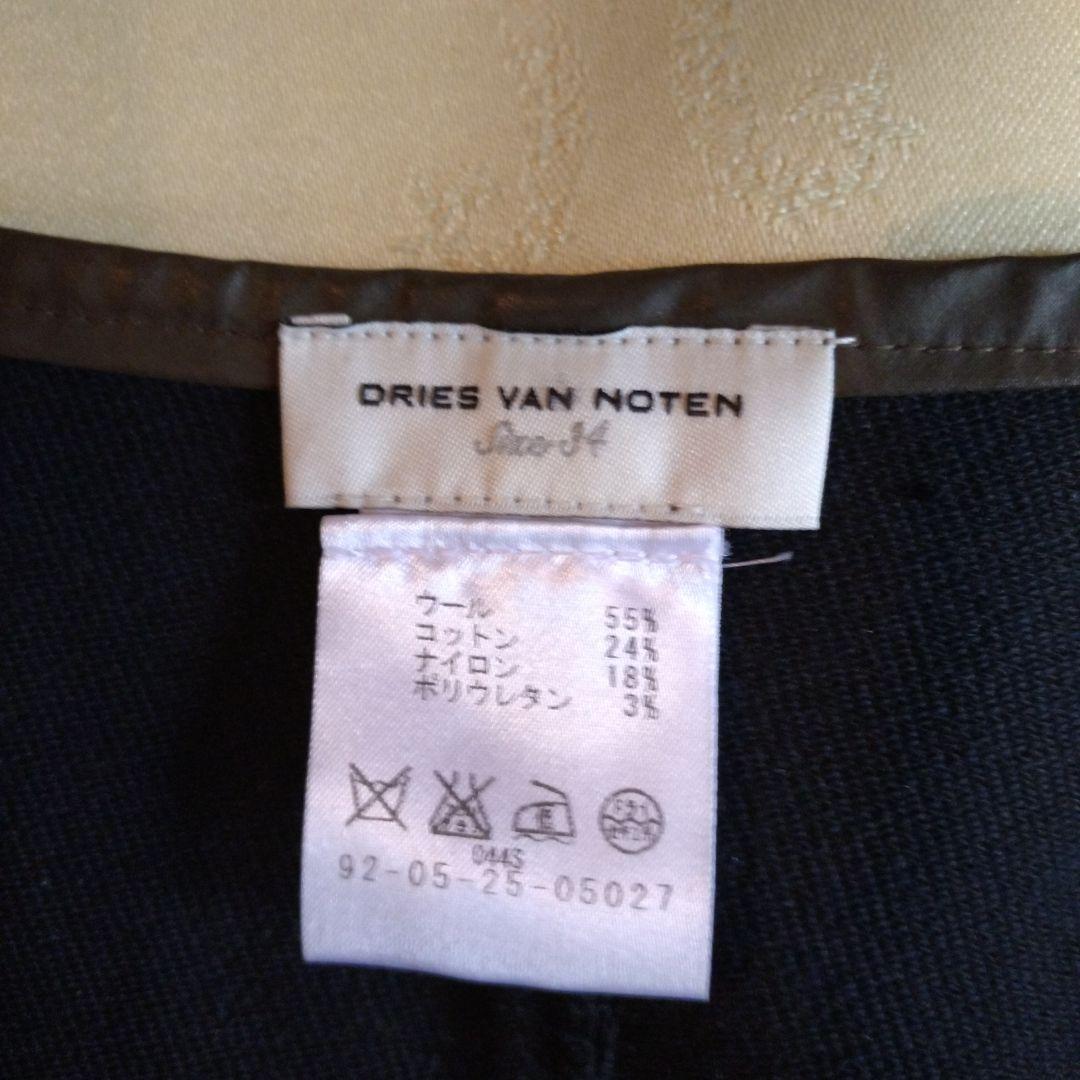 DRIES VAN NOTEN
Size 34
ウール 55%
コットン 24%
ナイロン 18%
ポリウレタン 3%
044S
92-05-25-05027